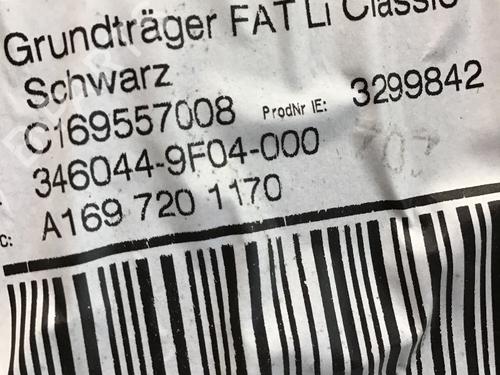 Grundträger FAT Li Classic
Schwarz
C169557008 ProdNr IE: 3299842
346044-9F04-000
C: A169 720 1170